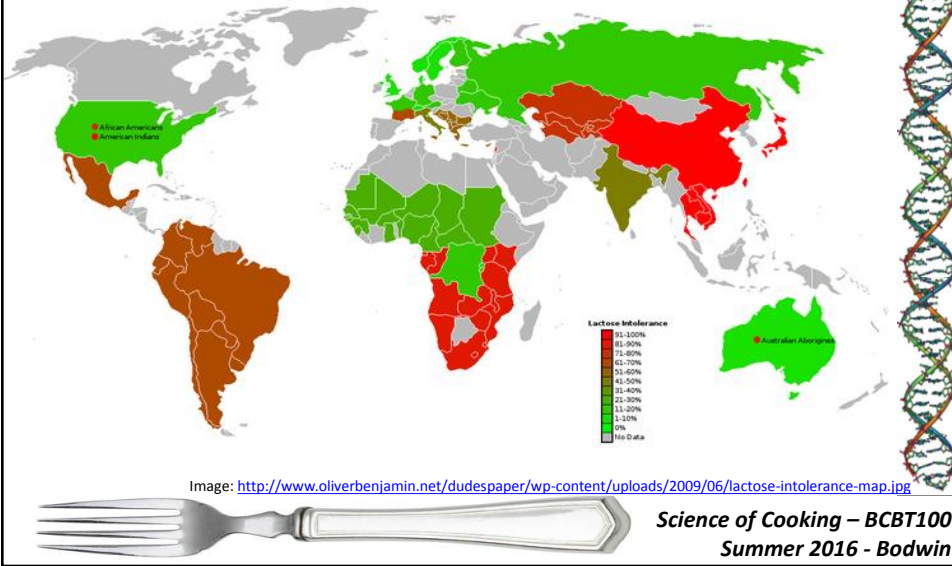 African Americans
American Indians
Lactose Intolerance
91-100%
81-90%
71-80%
61-70%
51-60%
41-50%
31-40%
21-30%
11-20%
1-10%
0%
No Data
Australian Aborigines
Image: http://www.oliverbenjamin.net/dudespaper/wp-content/uploads/2009/06/lactose-intolerance-map.jpg
Science of Cooking – BCBT100
Summer 2016 - Bodwin